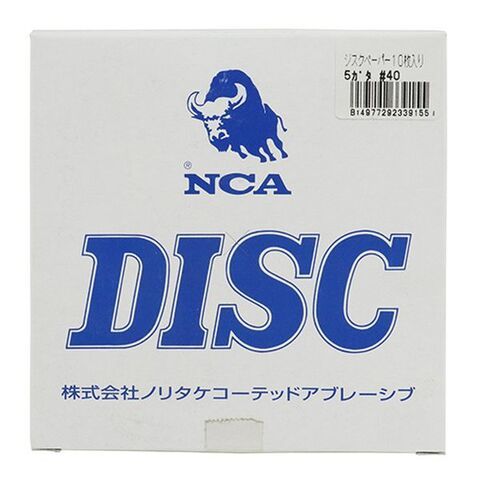 ジスクペーパー10枚入り
5ガタ #40
B149772923391551
® NCA
DISC
株式会社ノリタケコーテッドアブレーシブ